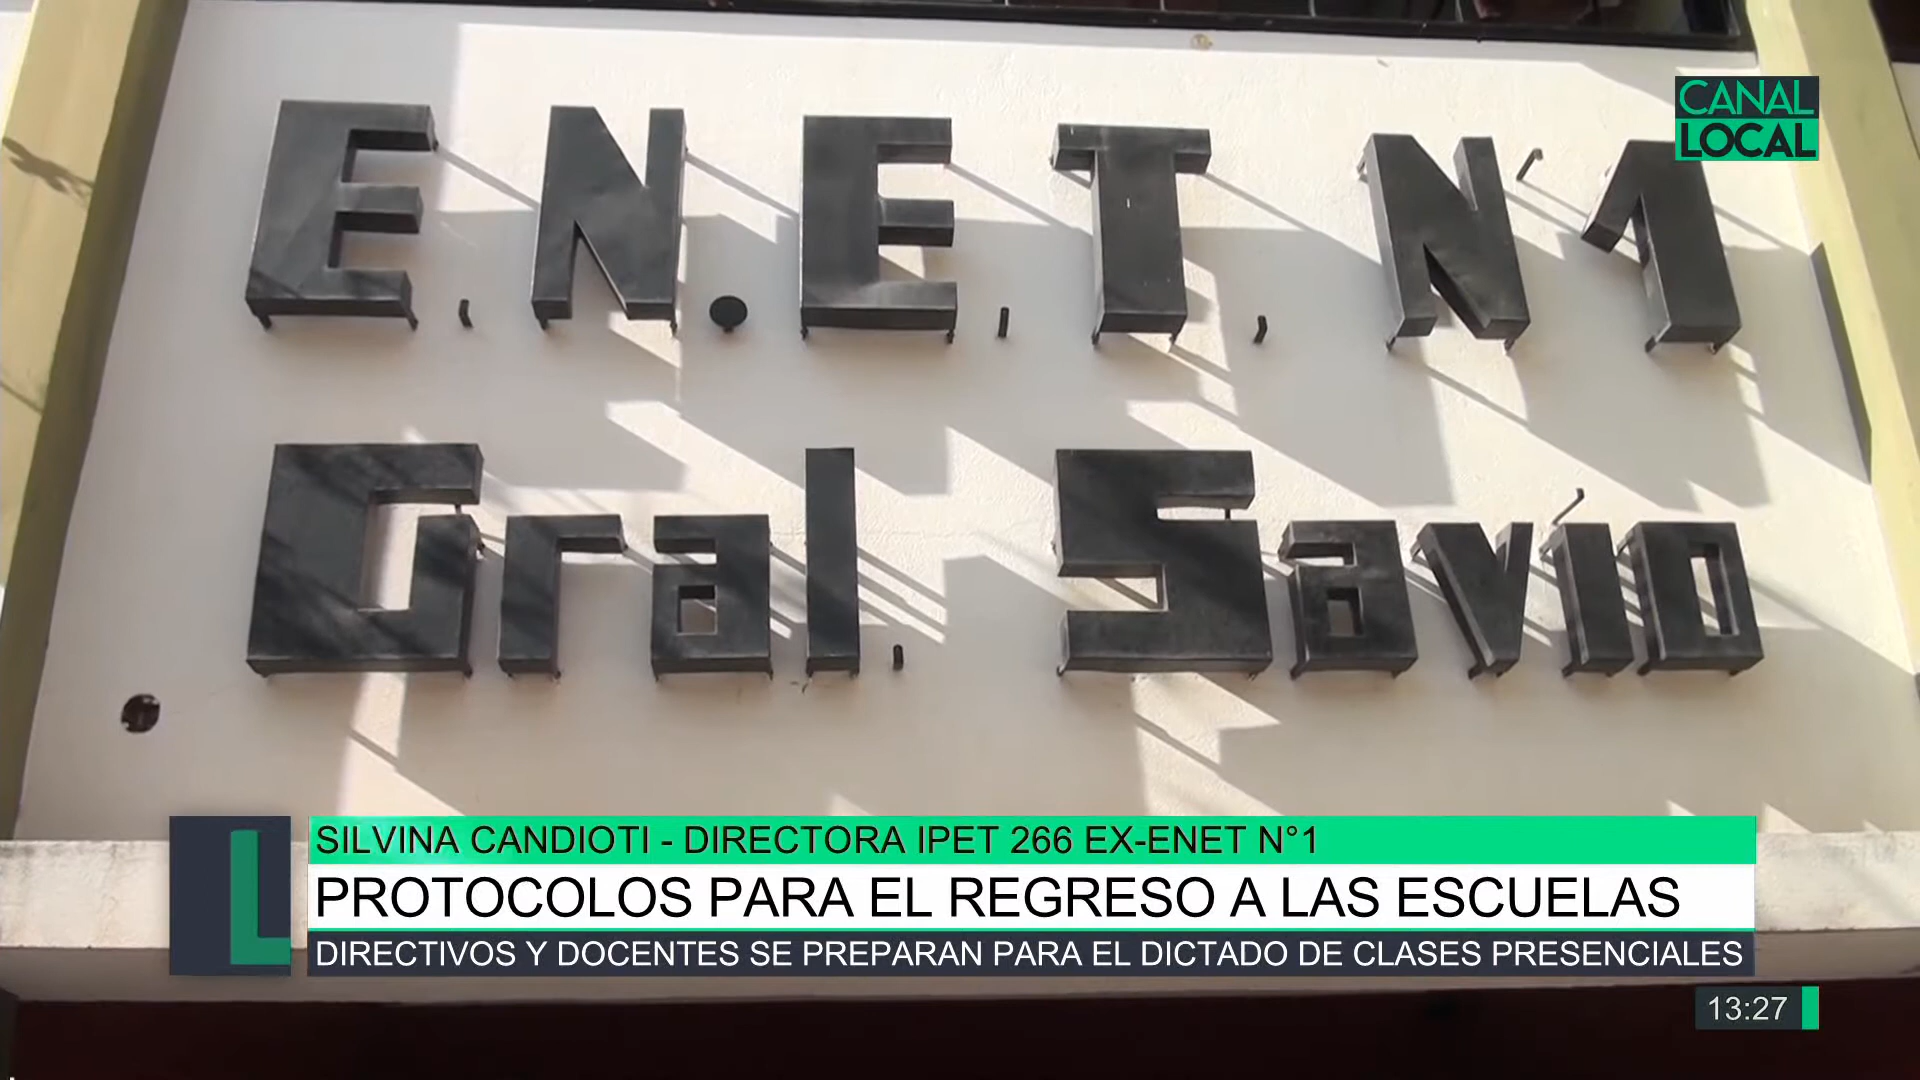 CANAL
LOCAL
E.N.E.T. N 1
Gral. Savio
SILVINA CANDIOTI - DIRECTORA IPET 266 EX-ENET N°1
PROTOCOLOS PARA EL REGRESO A LAS ESCUELAS
DIRECTIVOS Y DOCENTES SE PREPARAN PARA EL DICTADO DE CLASES PRESENCIALES
13:27